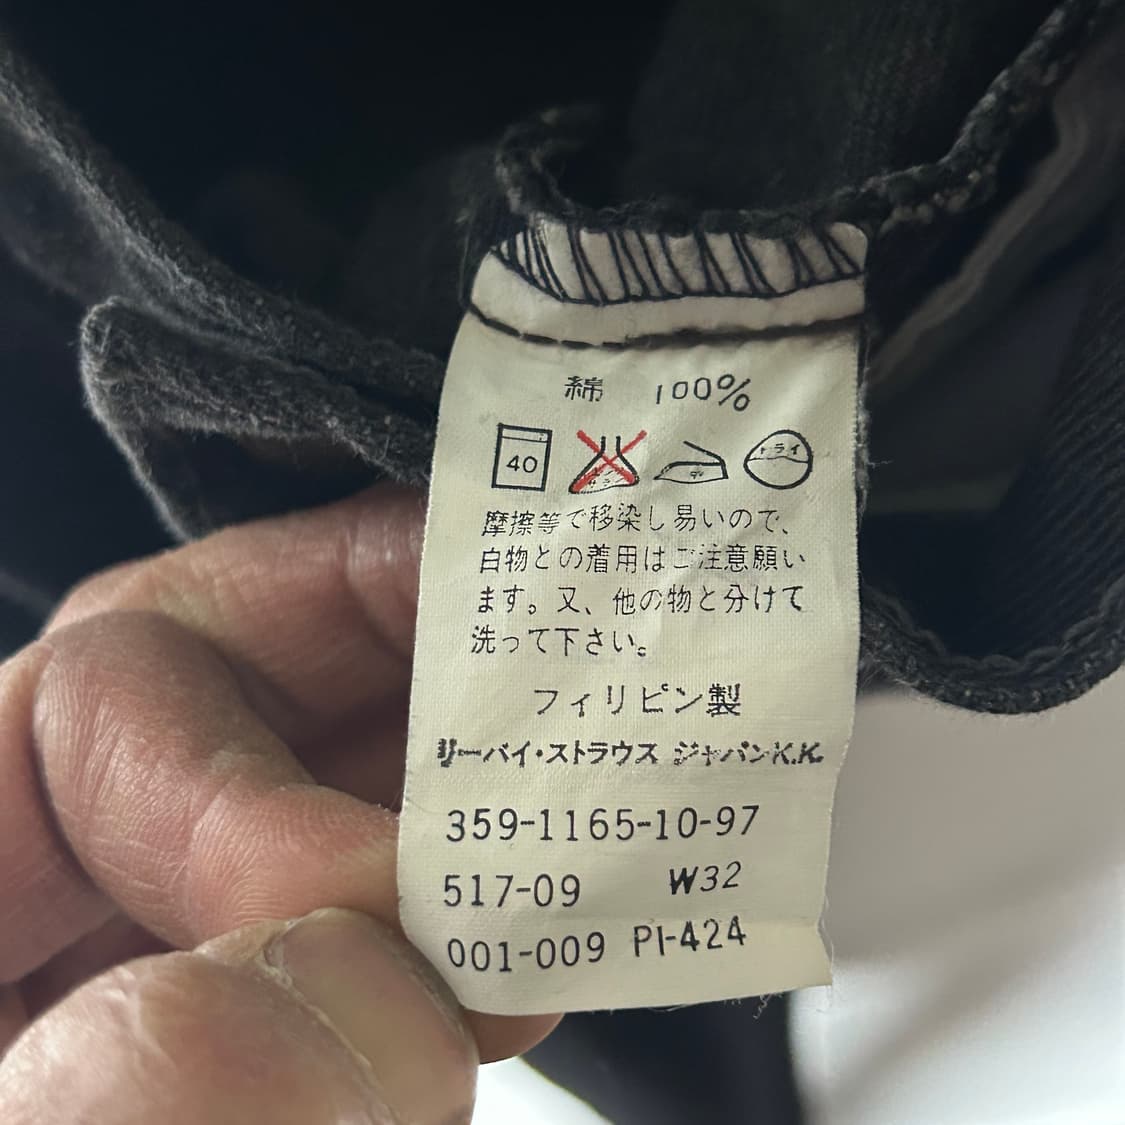 綿 100%
40 ドライ
摩擦等で移染し易いので、
白物との着用はご注意願い
ます。又、他の物と分けて
洗って下さい。
フィリピン製
リーバイ・ストラウス ジャパンK.K.
359-1165-10-97
517-09 W32
001-009 PI-424